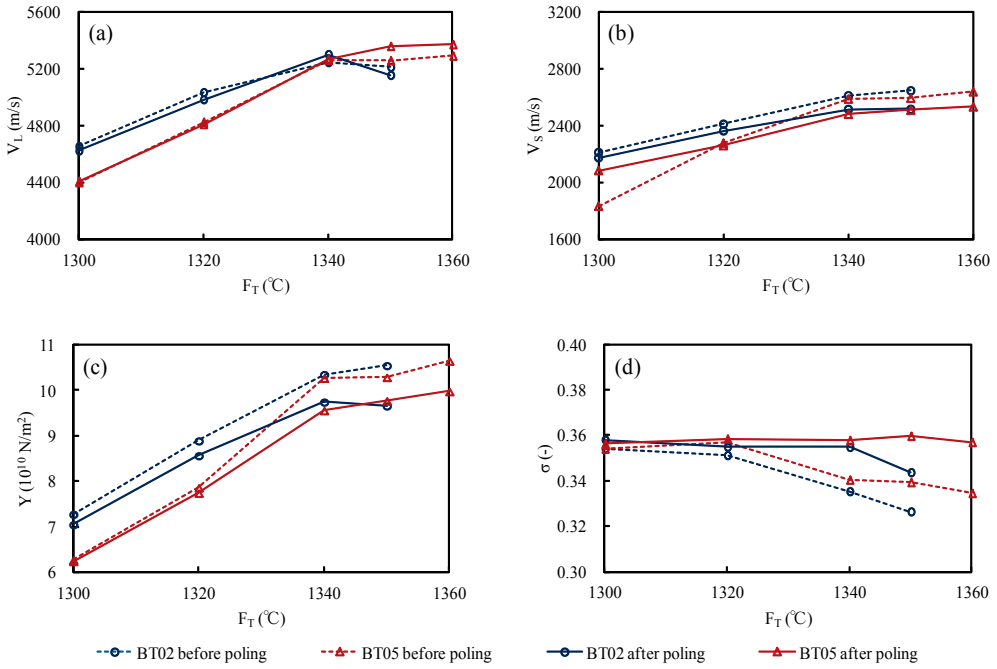 (a)
5600
5200
4800
4400
4000
V_L (m/s)
1300 1320 1340 1360
F_T (℃)
(b)
3200
2800
2400
2000
1600
V_S (m/s)
1300 1320 1340 1360
F_T (℃)
(c)
11
10
9
8
7
6
Y (10^10 N/m^2)
1300 1320 1340 1360
F_T (℃)
(d)
0.40
0.38
0.36
0.34
0.32
0.30
σ (-)
1300 1320 1340 1360
F_T (℃)
BT02 before poling BT05 before poling BT02 after poling BT05 after poling